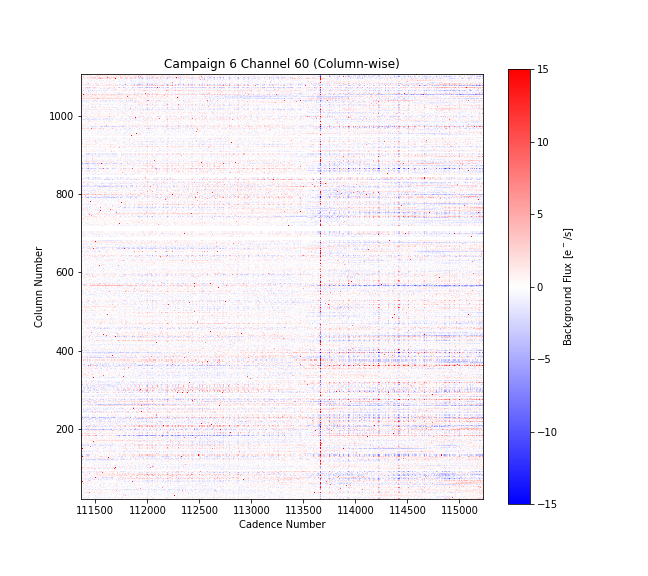 Campaign 6 Channel 60 (Column-wise)
1000
800
600
400
200
Column Number
111500 112000 112500 113000 113500 114000 114500 115000
Cadence Number
15
10
5
0
−5
−10
−15
Background Flux [e⁻/s]